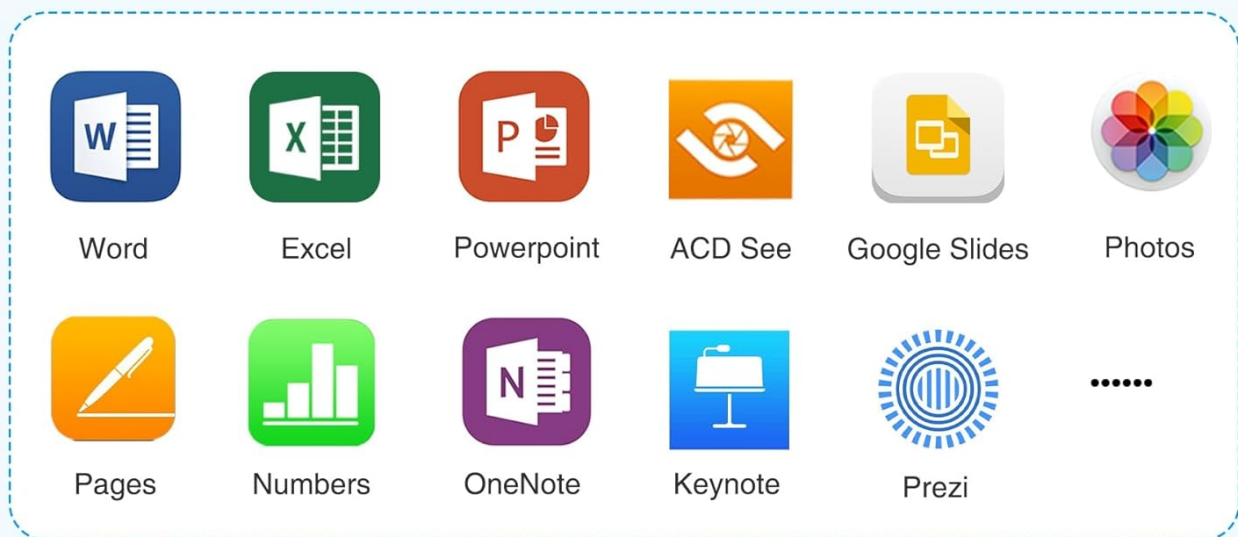 W
X
P
Word
Excel
Powerpoint
ACD See
Google Slides
Photos
N
Pages
Numbers
OneNote
Keynote
Prezi
......